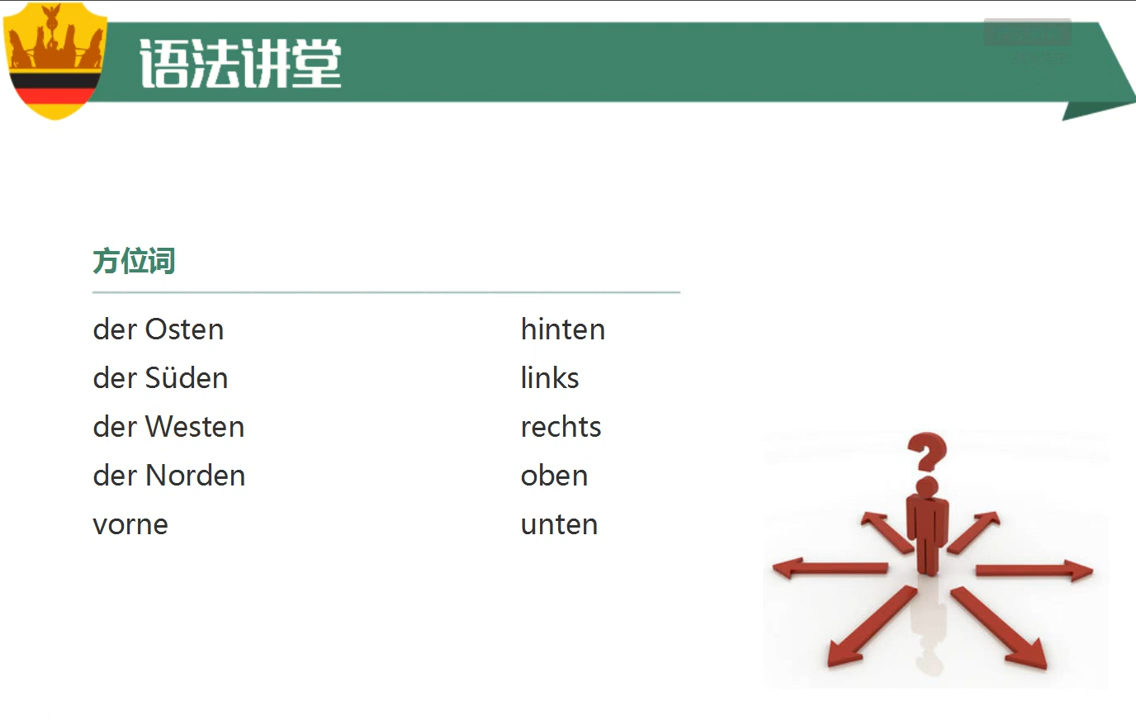 语法讲堂
方位词
der Osten
der Süden
der Westen
der Norden
vorne
hinten
links
rechts
oben
unten
?